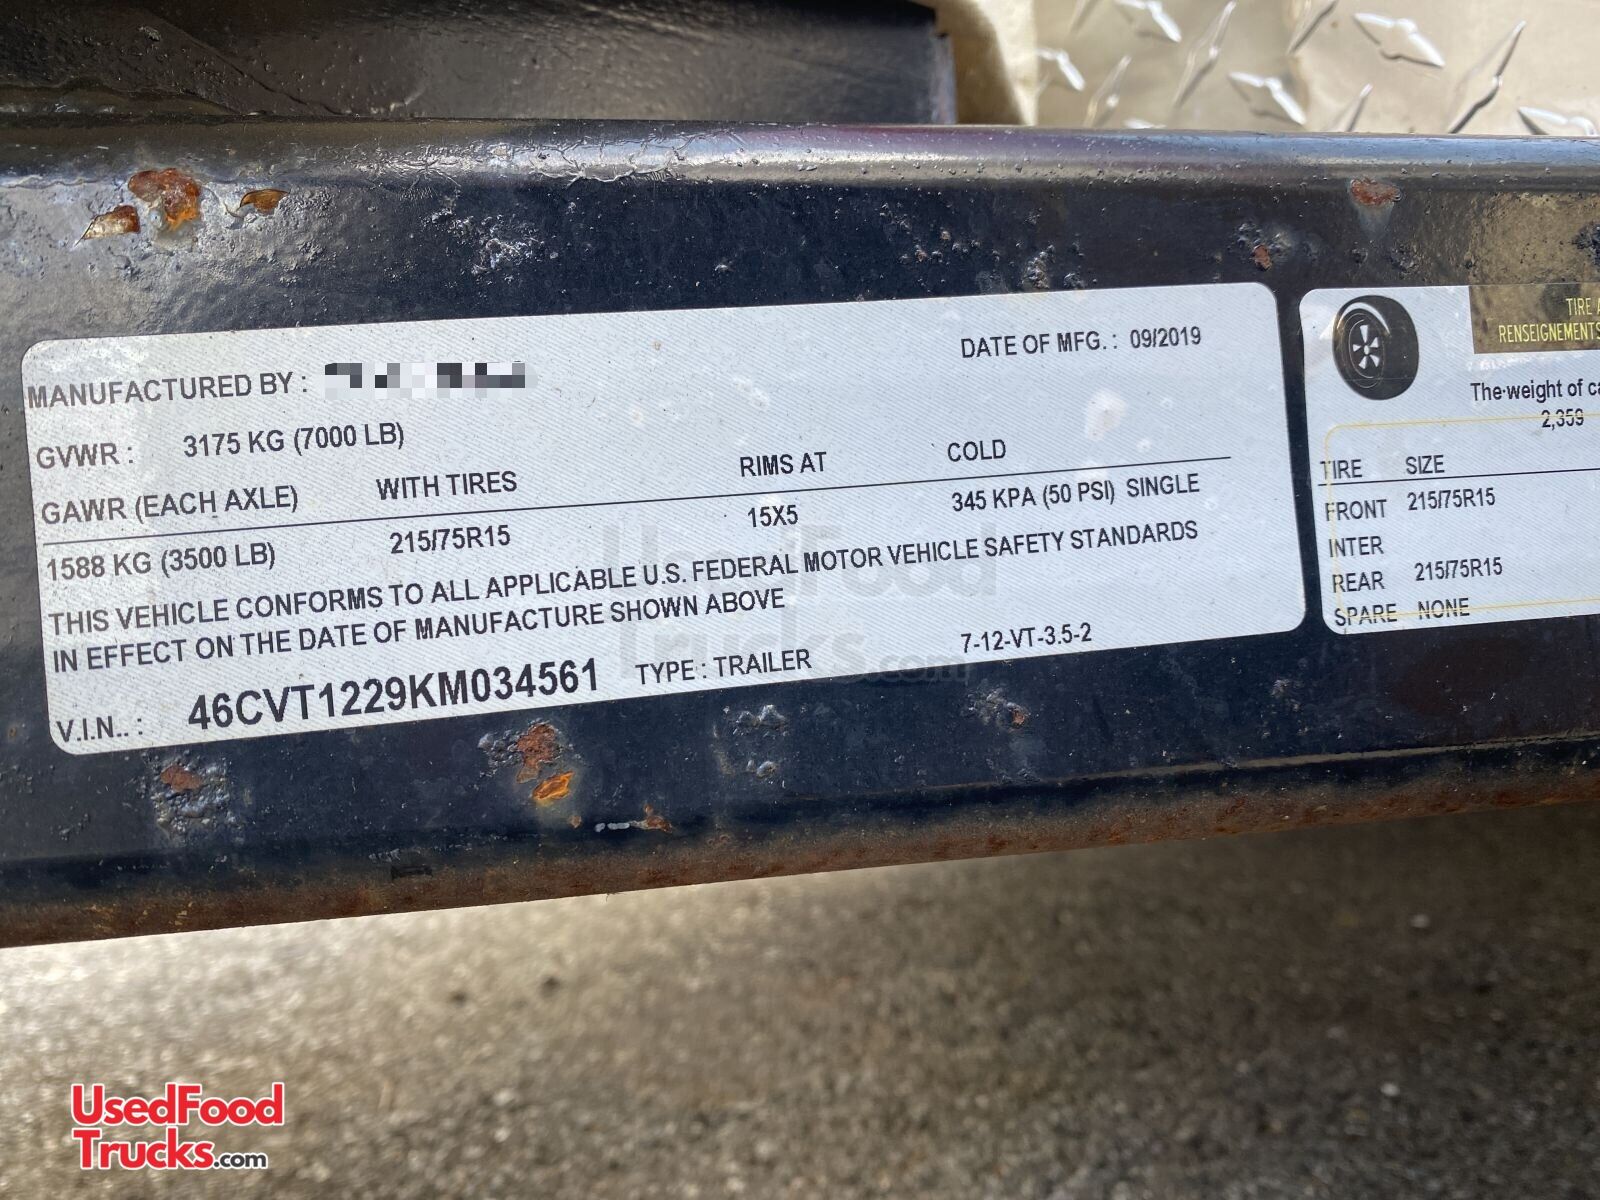 MANUFACTURED BY :
DATE OF MFG. : 09/2019
GVWR : 3175 KG (7000 LB)
GAWR (EACH AXLE) WITH TIRES RIMS AT COLD
1588 KG (3500 LB) 215/75R15 15X5 345 KPA (50 PSI) SINGLE
THIS VEHICLE CONFORMS TO ALL APPLICABLE U.S. FEDERAL MOTOR VEHICLE SAFETY STANDARDS
IN EFFECT ON THE DATE OF MANUFACTURE SHOWN ABOVE
V.I.N.. : 46CVT1229KM034561 TYPE : TRAILER 7-12-VT-3.5-2
TIRE
RENSEIGNEMENTS
The weight of
2,359
TIRE SIZE
FRONT 215/75R15
INTER
REAR 215/75R15
SPARE NONE
UsedFood
Trucks.com
UsedFood
Trucks.com